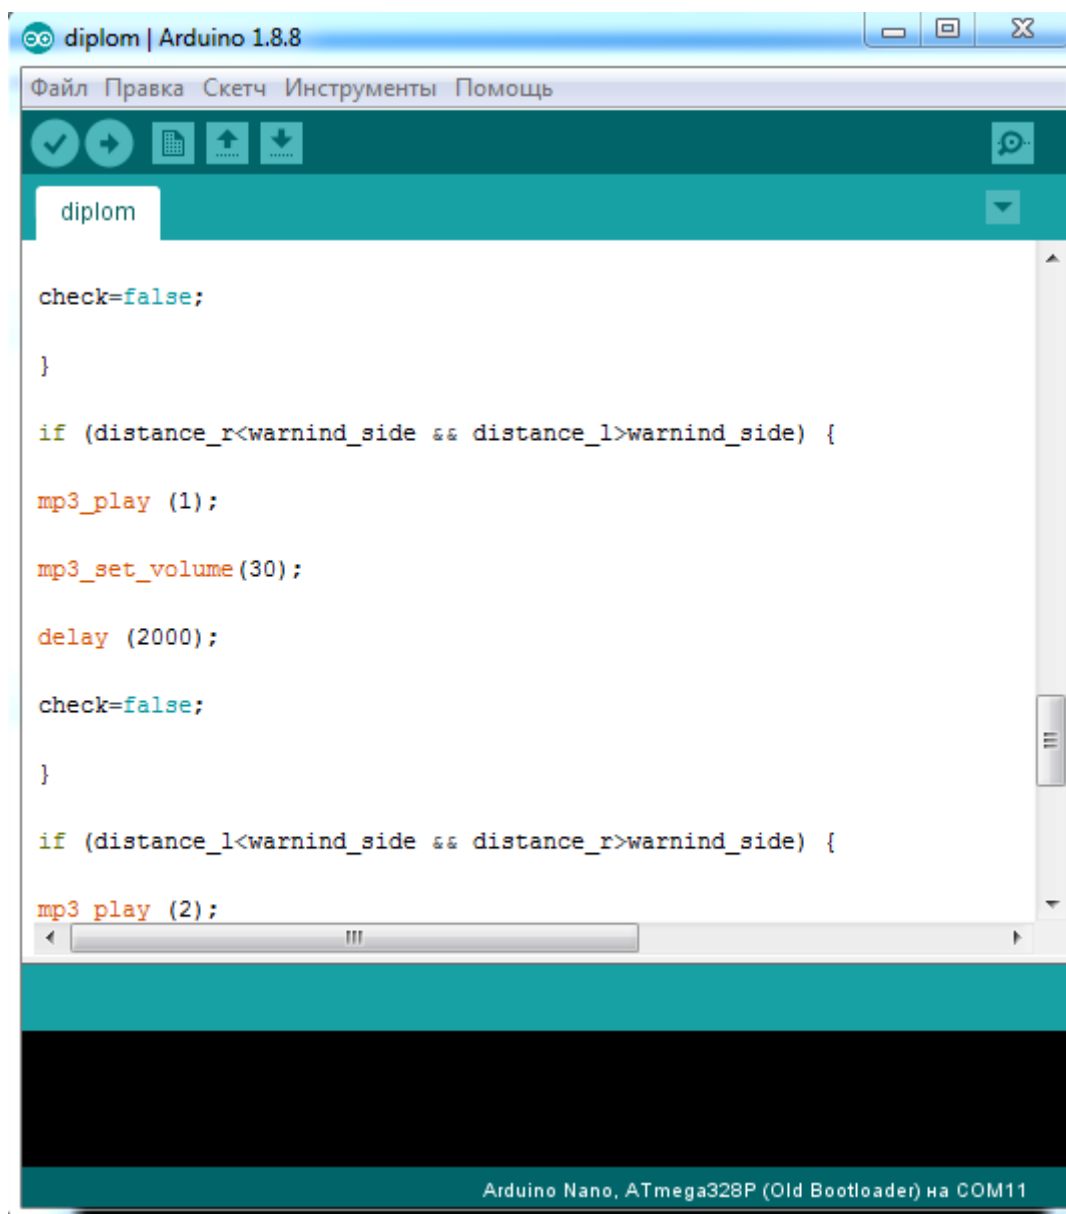 diplom | Arduino 1.8.8
Файл Правка Скетч Инструменты Помощь
diplom
check=false;
}
if (distance_r<warnind_side && distance_l>warnind_side) {
mp3_play (1);
mp3_set_volume(30);
delay (2000);
check=false;
}
if (distance_l<warnind_side && distance_r>warnind_side) {
mp3_play (2);
Arduino Nano, ATmega328P (Old Bootloader) на COM11